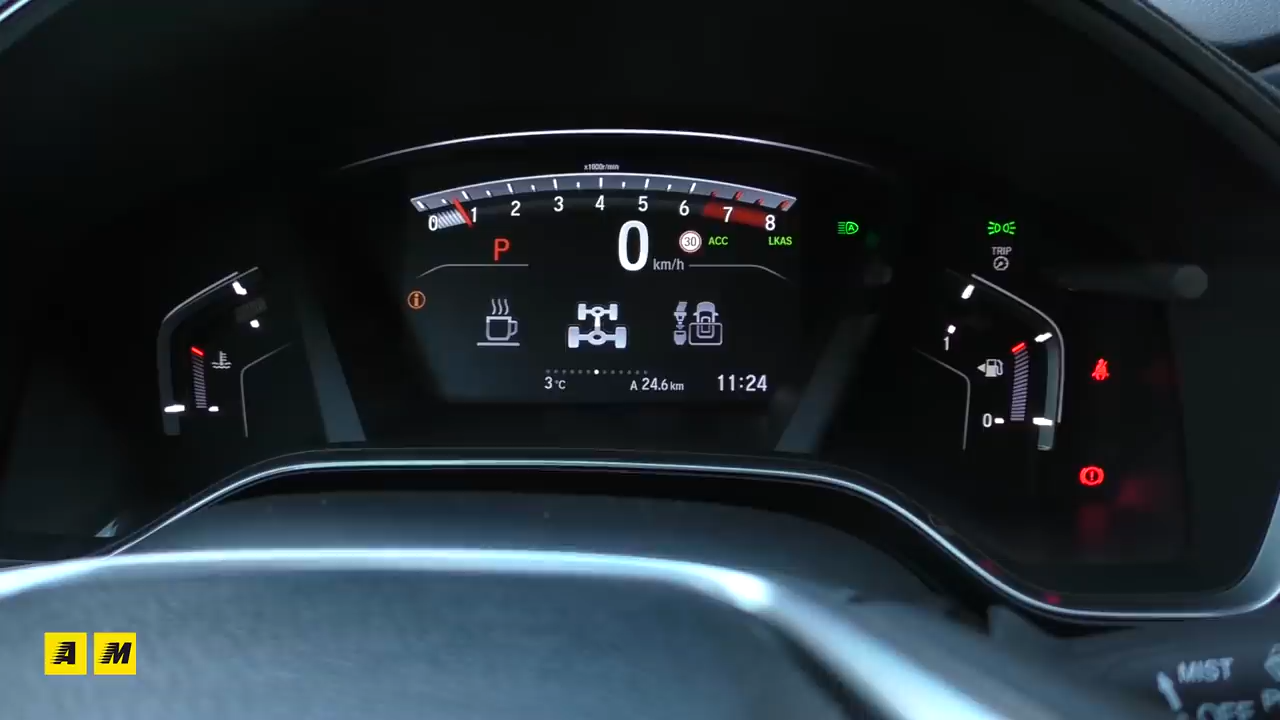 x1000r/min
0 1 2 3 4 5 6 7 8
P 0 km/h 30 ACC LKAS
A
TRIP
i
1
0
3°C A 24.6 km 11:24
A M
MIST
OFF